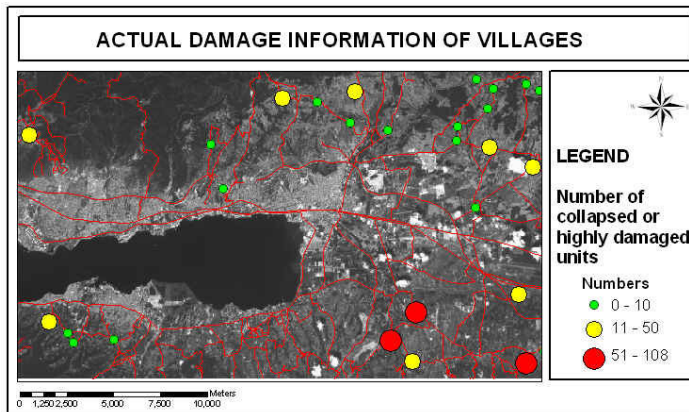 ACTUAL DAMAGE INFORMATION OF VILLAGES
N
LEGEND
Number of
collapsed or
highly damaged
units
Numbers
0 - 10
11 - 50
51 - 108
Meters
0 1,250 2,500 5,000 7,500 10,000